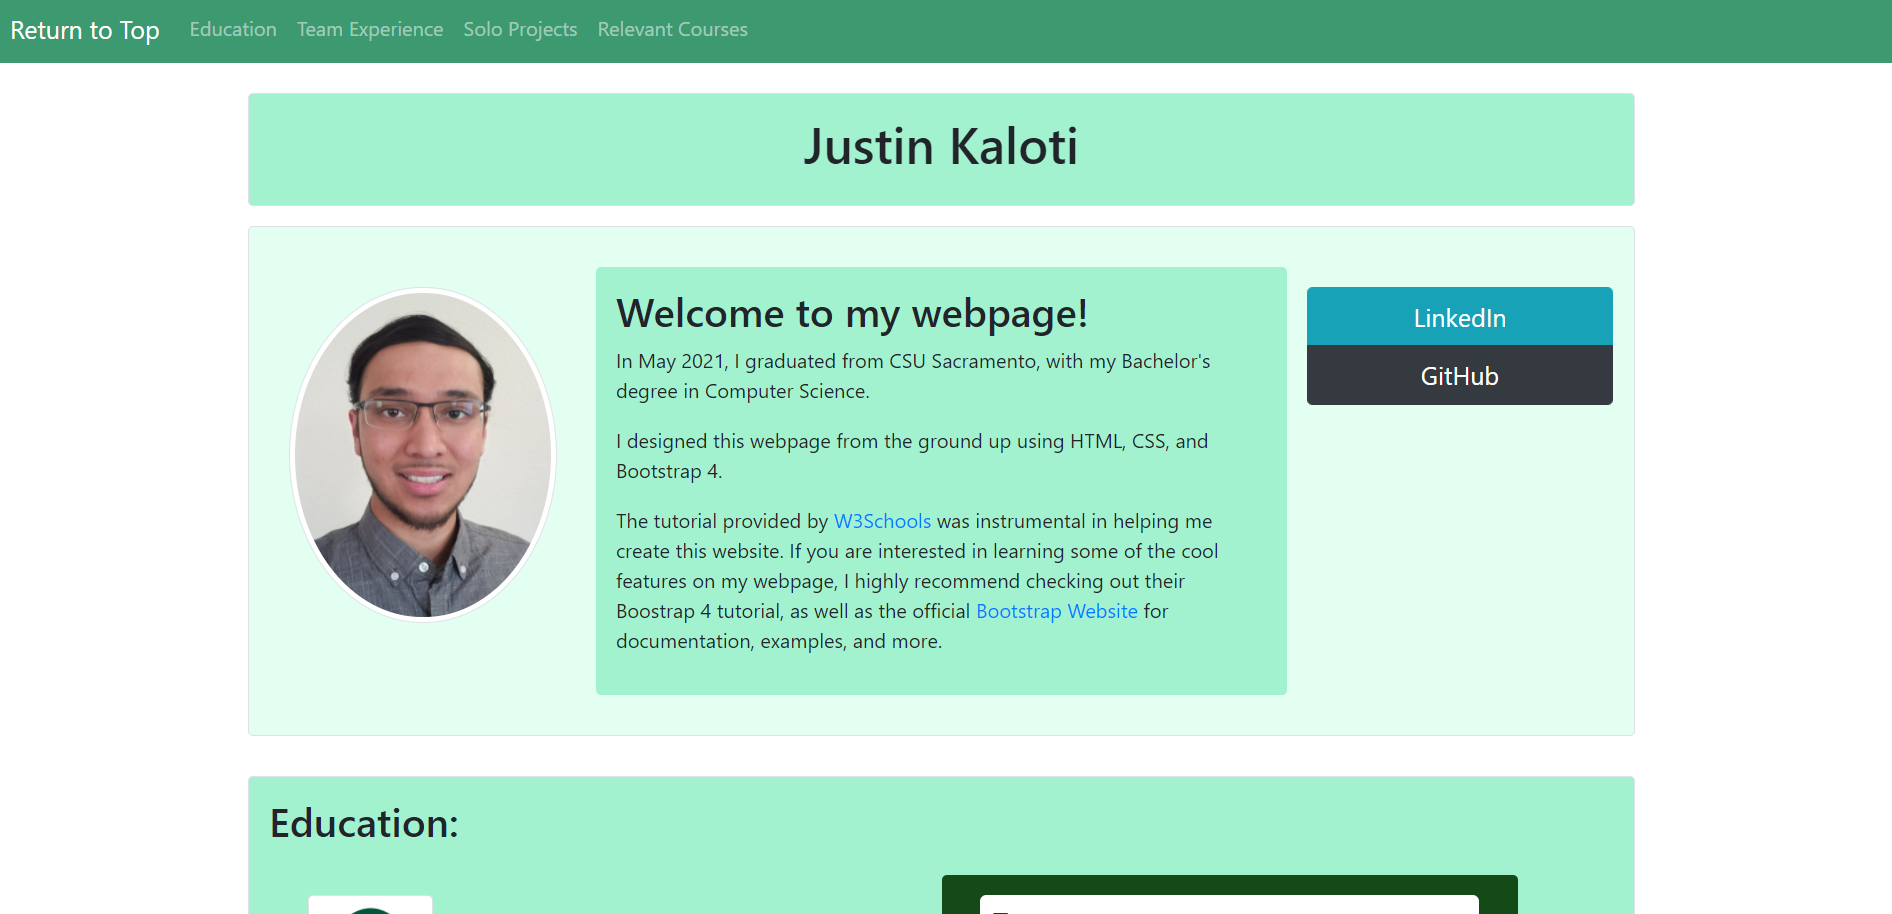 Return to Top Education Team Experience Solo Projects Relevant Courses
Justin Kaloti
Welcome to my webpage!
In May 2021, I graduated from CSU Sacramento, with my Bachelor's
degree in Computer Science.
I designed this webpage from the ground up using HTML, CSS, and
Bootstrap 4.
The tutorial provided by W3Schools was instrumental in helping me
create this website. If you are interested in learning some of the cool
features on my webpage, I highly recommend checking out their
Boostrap 4 tutorial, as well as the official Bootstrap Website for
documentation, examples, and more.
LinkedIn
GitHub
Education: